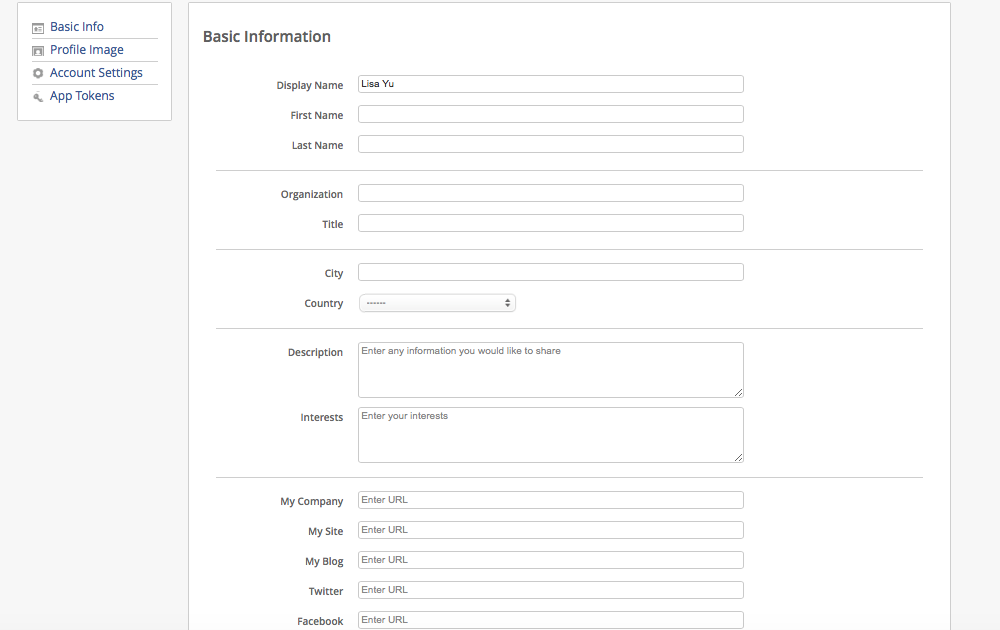 Basic Info
Profile Image
Account Settings
App Tokens
Basic Information
Display Name Lisa Yu
First Name
Last Name
Organization
Title
City
Country ------
Description Enter any information you would like to share
Interests Enter your interests
My Company Enter URL
My Site Enter URL
My Blog Enter URL
Twitter Enter URL
Facebook Enter URL